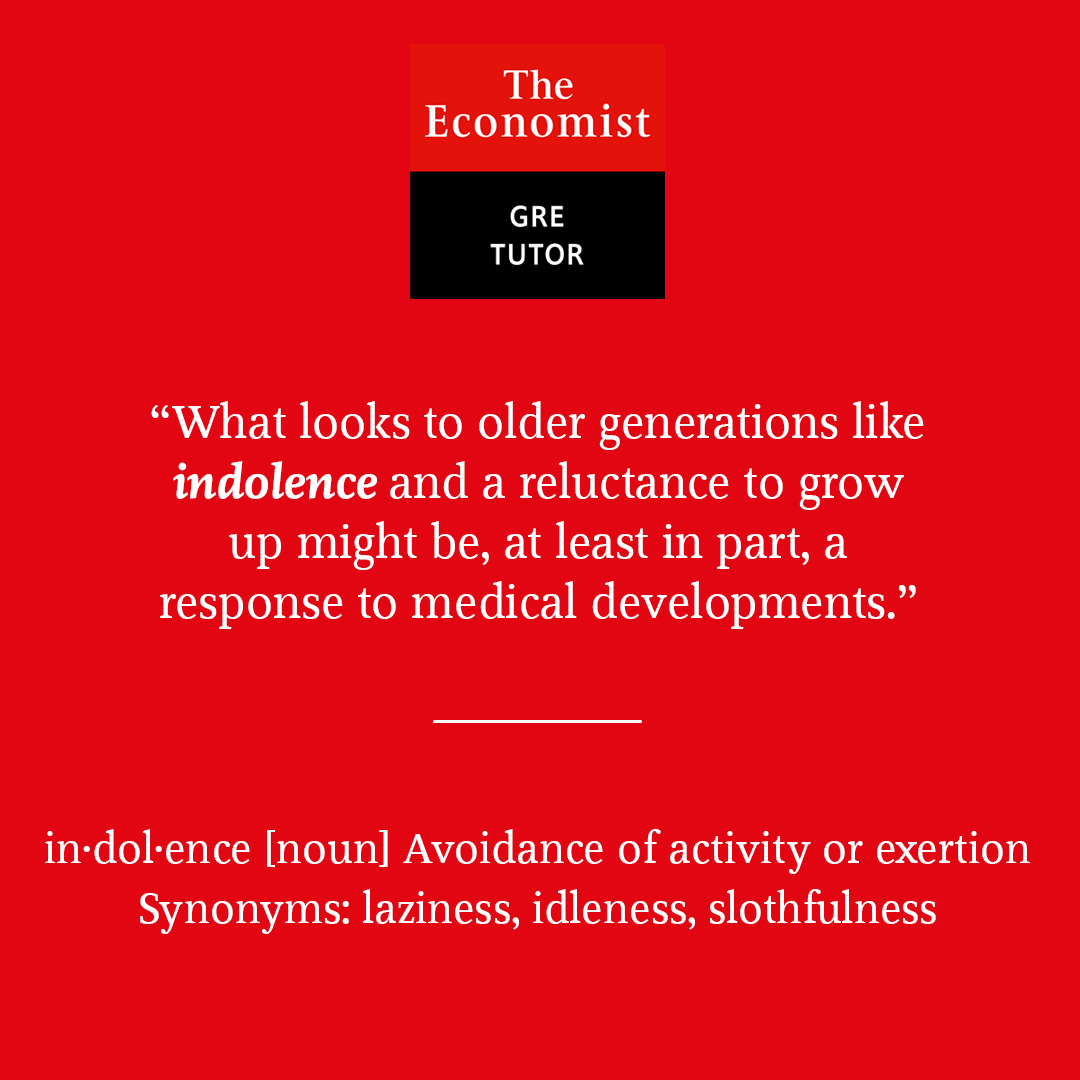 The
Economist
GRE
TUTOR
“What looks to older generations like
indolence and a reluctance to grow
up might be, at least in part, a
response to medical developments.”
in·dol·ence [noun] Avoidance of activity or exertion
Synonyms: laziness, idleness, slothfulness